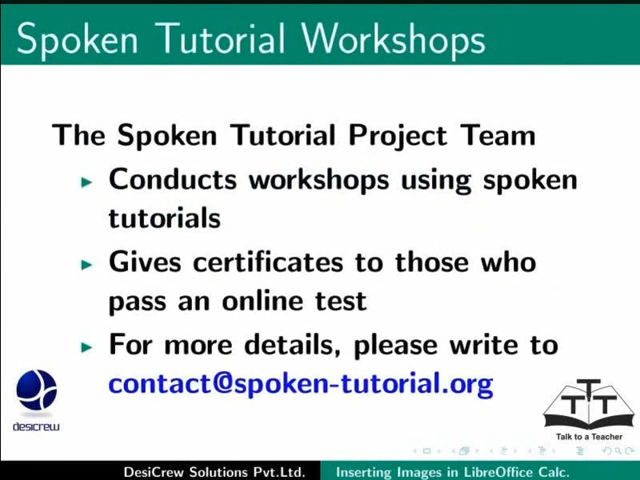 Spoken Tutorial Workshops
The Spoken Tutorial Project Team
Conducts workshops using spoken
tutorials
Gives certificates to those who
pass an online test
For more details, please write to
contact@spoken-tutorial.org
desicrew
TTT
Talk to a Teacher
DesiCrew Solutions Pvt.Ltd.
Inserting Images in LibreOffice Calc.